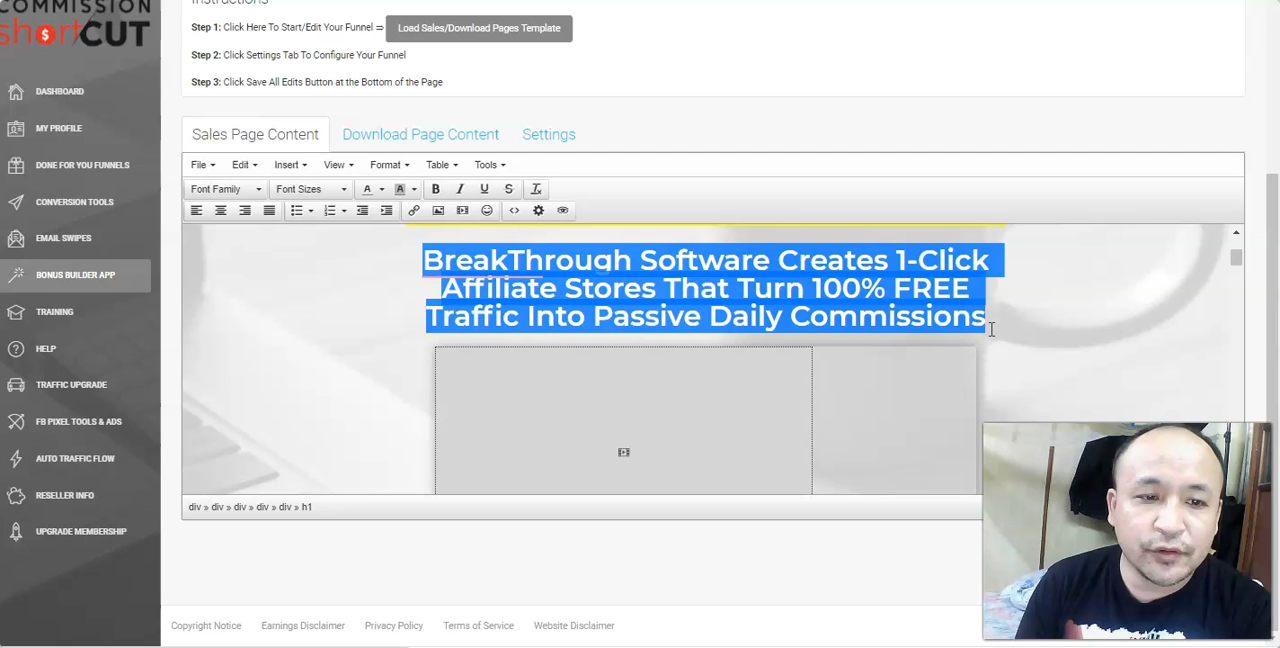 COMMISSION
shortCUT
DASHBOARD
MY PROFILE
DONE FOR YOU FUNNELS
CONVERSION TOOLS
EMAIL SWIPES
BONUS BUILDER APP
TRAINING
HELP
TRAFFIC UPGRADE
FB PIXEL TOOLS & ADS
AUTO TRAFFIC FLOW
RESELLER INFO
UPGRADE MEMBERSHIP
Instructions
Step 1: Click Here To Start/Edit Your Funnel ⇒ Load Sales/Download Pages Template
Step 2: Click Settings Tab To Configure Your Funnel
Step 3: Click Save All Edits Button at the Bottom of the Page
Sales Page Content Download Page Content Settings
File Edit Insert View Format Table Tools
Font Family Font Sizes A A B I U S Tx
BreakThrough Software Creates 1-Click
Affiliate Stores That Turn 100% FREE
Traffic Into Passive Daily Commissions
div » div » div » div » div » h1
Copyright Notice Earnings Disclaimer Privacy Policy Terms of Service Website Disclaimer